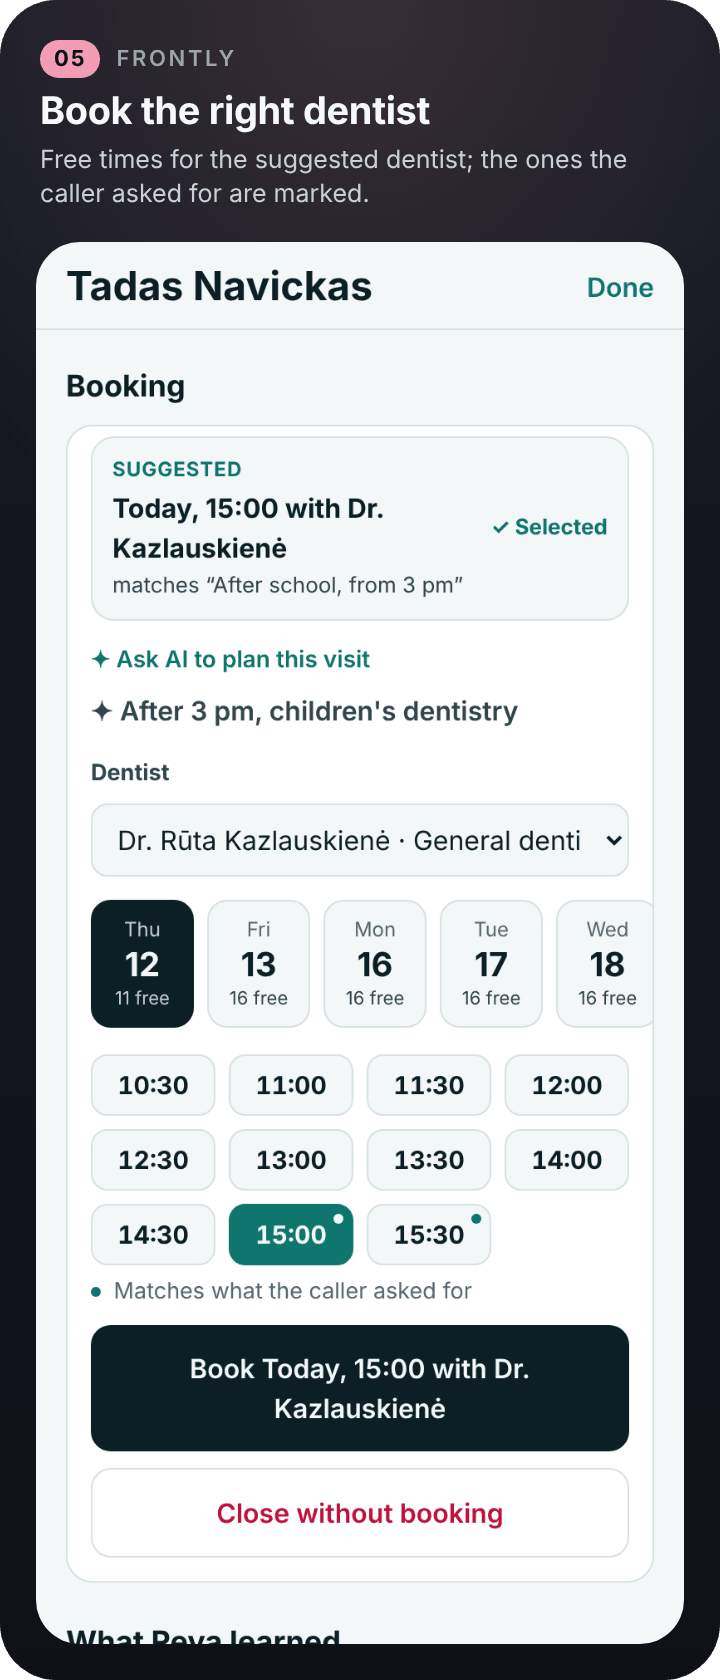 05 FRONTLY
Book the right dentist
Free times for the suggested dentist; the ones the
caller asked for are marked.
Tadas Navickas Done
Booking
SUGGESTED
Today, 15:00 with Dr.
Kazlauskienė
✓ Selected
matches “After school, from 3 pm”
✦ Ask AI to plan this visit
✦ After 3 pm, children's dentistry
Dentist
Dr. Rūta Kazlauskienė · General denti
Thu Fri Mon Tue Wed
12 13 16 17 18
11 free 16 free 16 free 16 free 16 free
10:30 11:00 11:30 12:00
12:30 13:00 13:30 14:00
14:30 15:00 15:30
Matches what the caller asked for
Book Today, 15:00 with Dr.
Kazlauskienė
Close without booking
What Reya learned